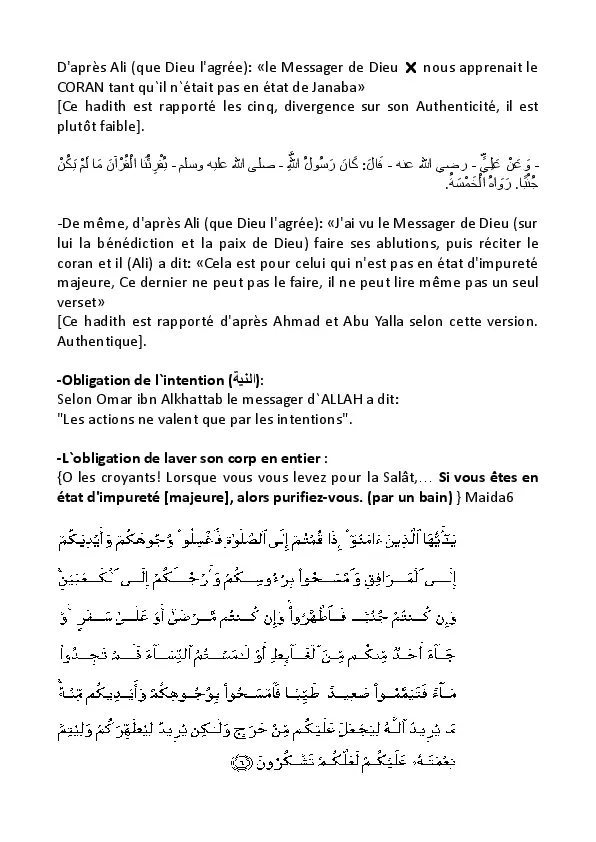 D'après Ali (que Dieu l'agrée): «le Messager de Dieu ✗ nous apprenait le
CORAN tant qu`il n`était pas en état de Janaba»
[Ce hadith est rapporté les cinq, divergence sur son Authenticité, il est
plutôt faible].
- وَعَنْ عَلِيٍّ - رضى الله عنه - قَالَ: كَانَ رَسُولُ اللَّهِ - صلى الله عليه وسلم - يُقْرِئُنَا الْقُرْآنَ مَا لَمْ يَكُنْ
جُنُبًا. رَوَاهُ الْخَمْسَةُ.
-De même, d'après Ali (que Dieu l'agrée): «J'ai vu le Messager de Dieu (sur
lui la bénédiction et la paix de Dieu) faire ses ablutions, puis réciter le
coran et il (Ali) a dit: «Cela est pour celui qui n'est pas en état d'impureté
majeure, Ce dernier ne peut pas le faire, il ne peut lire même pas un seul
verset»
[Ce hadith est rapporté d'après Ahmad et Abu Yalla selon cette version.
Authentique].
-Obligation de l`intention (النية):
Selon Omar ibn Alkhattab le messager d`ALLAH a dit:
"Les actions ne valent que par les intentions".
-L`obligation de laver son corp en entier :
{O les croyants! Lorsque vous vous levez pour la Salât,… Si vous êtes en
état d'impureté [majeure], alors purifiez-vous. (par un bain) } Maida6
يَٰٓأَيُّهَا ٱلَّذِينَ ءَامَنُوٓا۟ إِذَا قُمْتُمْ إِلَى ٱلصَّلَوٰةِ فَٱغْسِلُوا۟ وُجُوهَكُمْ وَأَيْدِيَكُمْ
إِلَى ٱلْمَرَافِقِ وَٱمْسَحُوا۟ بِرُءُوسِكُمْ وَأَرْجُلَكُمْ إِلَى ٱلْكَعْبَيْنِ ۚ
وَإِن كُنتُمْ جُنُبًا فَٱطَّهَّرُوا۟ ۚ وَإِن كُنتُم مَّرْضَىٰٓ أَوْ عَلَىٰ سَفَرٍ أَوْ
جَآءَ أَحَدٌ مِّنكُم مِّنَ ٱلْغَآئِطِ أَوْ لَٰمَسْتُمُ ٱلنِّسَآءَ فَلَمْ تَجِدُوا۟
مَآءً فَتَيَمَّمُوا۟ صَعِيدًا طَيِّبًا فَٱمْسَحُوا۟ بِوُجُوهِكُمْ وَأَيْدِيكُم مِّنْهُ ۚ
مَا يُرِيدُ ٱللَّهُ لِيَجْعَلَ عَلَيْكُم مِّنْ حَرَجٍ وَلَٰكِن يُرِيدُ لِيُطَهِّرَكُمْ وَلِيُتِمَّ
نِعْمَتَهُۥ عَلَيْكُمْ لَعَلَّكُمْ تَشْكُرُونَ ﴿٦﴾